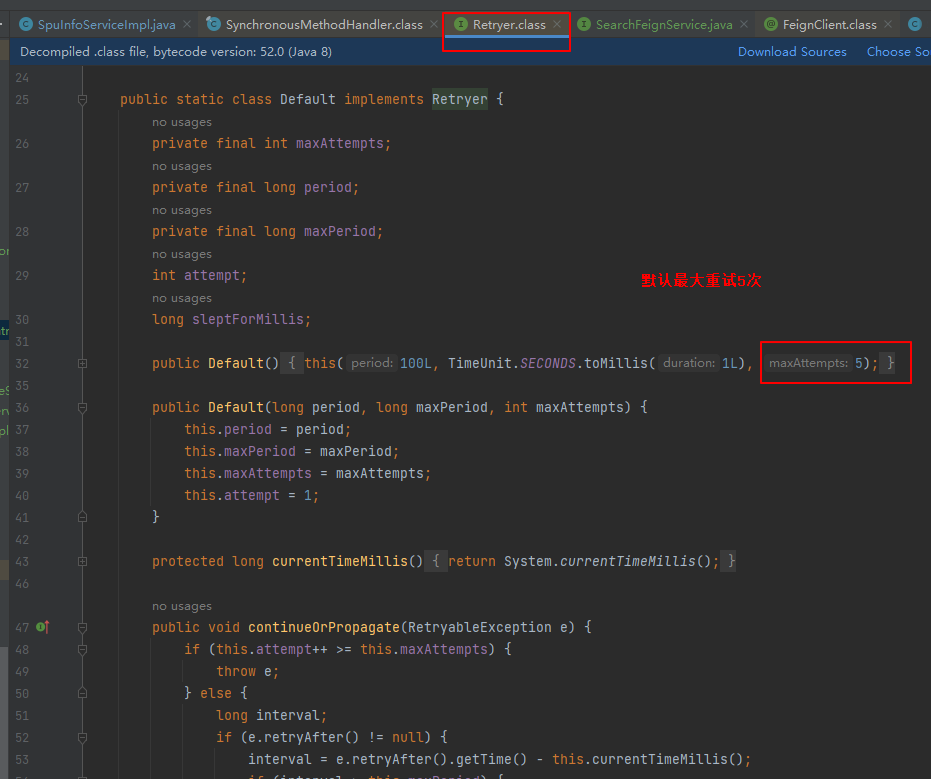 SpuInfoServiceImpl.java × SynchronousMethodHandler.class × Retryer.class × SearchFeignService.java × FeignClient.class ×
Decompiled .class file, bytecode version: 52.0 (Java 8) Download Sources Choose So
24
25 public static class Default implements Retryer {
no usages
26 private final int maxAttempts;
no usages
27 private final long period;
no usages
28 private final long maxPeriod;
no usages
29 int attempt;
默认最大重试5次
no usages
30 long sleptForMillis;
31
32 public Default() { this( period: 100L, TimeUnit.SECONDS.toMillis( duration: 1L), maxAttempts: 5); }
35
36 public Default(long period, long maxPeriod, int maxAttempts) {
37 this.period = period;
38 this.maxPeriod = maxPeriod;
39 this.maxAttempts = maxAttempts;
40 this.attempt = 1;
41 }
42
43 protected long currentTimeMillis() { return System.currentTimeMillis(); }
46
no usages
47 public void continueOrPropagate(RetryableException e) {
48 if (this.attempt++ >= this.maxAttempts) {
49 throw e;
50 } else {
51 long interval;
52 if (e.retryAfter() != null) {
53 interval = e.retryAfter().getTime() - this.currentTimeMillis();